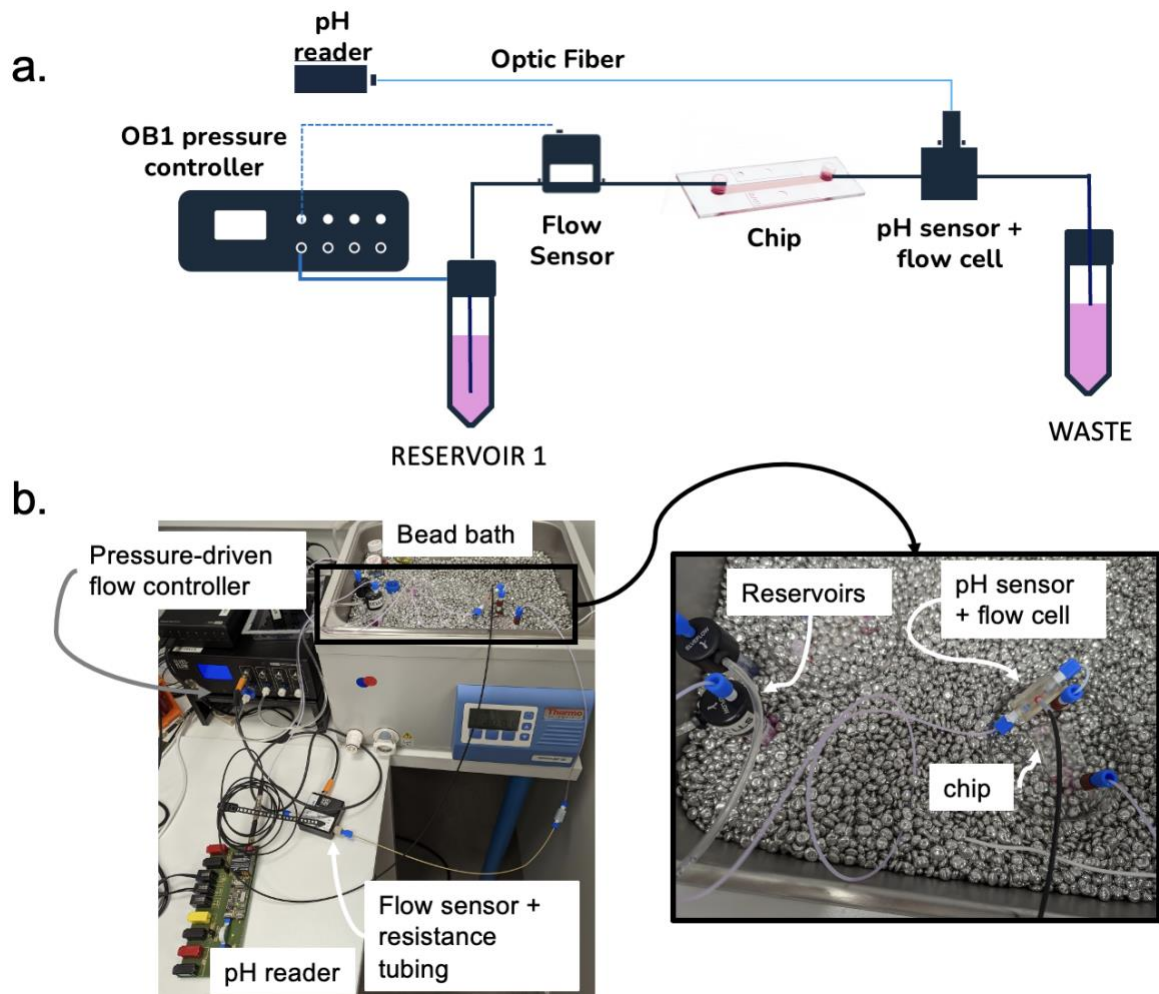 a.
pH
reader
Optic Fiber
OB1 pressure
controller
Flow
Sensor
Chip
pH sensor +
flow cell
RESERVOIR 1
WASTE
b.
Bead bath
Pressure-driven
flow controller
Thermo
Reservoirs
pH sensor
+ flow cell
chip
Flow sensor +
resistance
tubing
pH reader